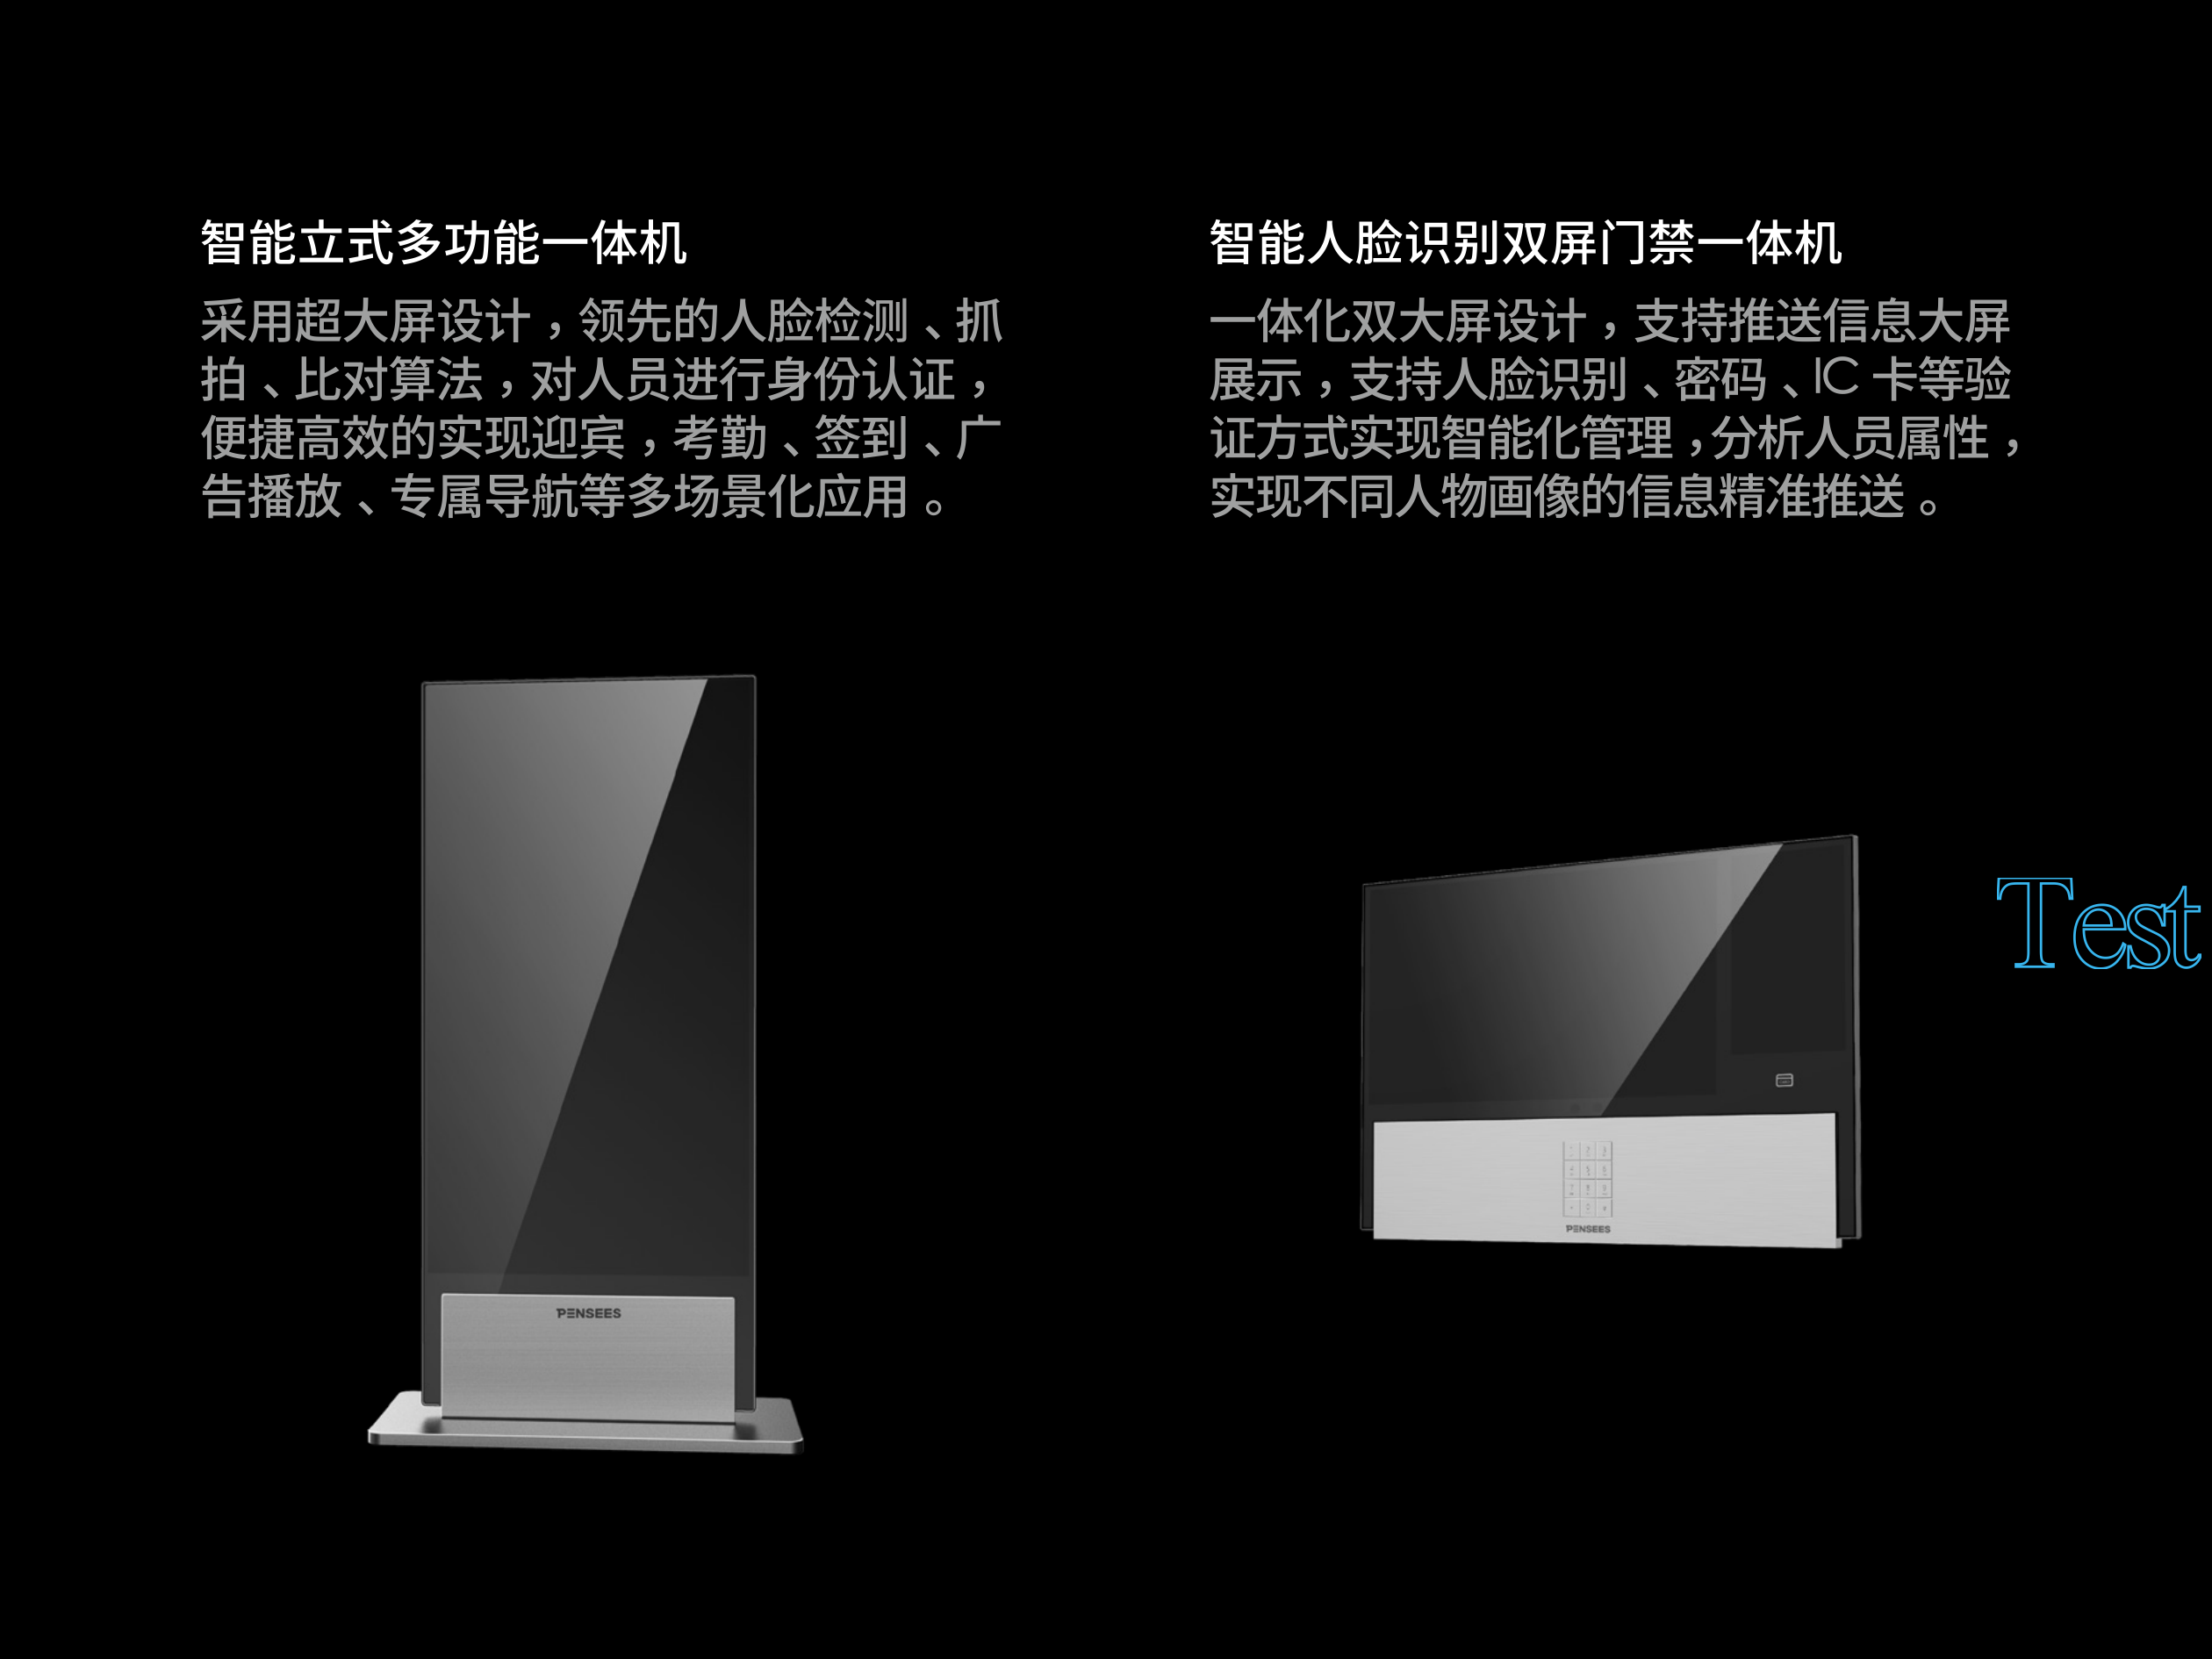 智能立式多功能一体机
采用超大屏设计，领先的人脸检测、抓
拍、比对算法，对人员进行身份认证，
便捷高效的实现迎宾，考勤、签到、广
告播放、专属导航等多场景化应用。
智能人脸识别双屏门禁一体机
一体化双大屏设计，支持推送信息大屏
展示，支持人脸识别、密码、IC 卡等验
证方式实现智能化管理，分析人员属性，
实现不同人物画像的信息精准推送。
Test
PENSEES
PENSEES